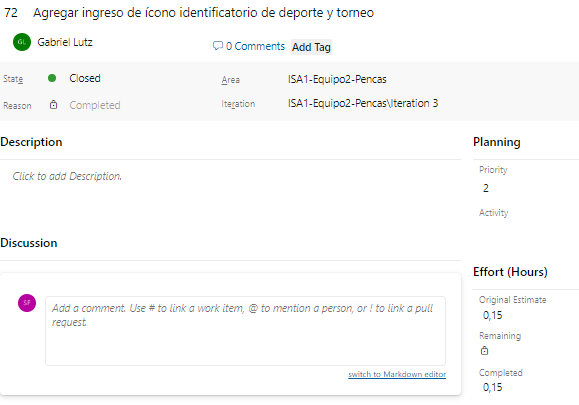 72 Agregar ingreso de ícono identificatorio de deporte y torneo
GL Gabriel Lutz 0 Comments Add Tag
State Closed Area ISA1-Equipo2-Pencas
Reason Completed Iteration ISA1-Equipo2-Pencas\Iteration 3
Description
Click to add Description.
Discussion
SF
Add a comment. Use # to link a work item, @ to mention a person, or ! to link a pull
request.
switch to Markdown editor
Planning
Priority
2
Activity
Effort (Hours)
Original Estimate
0,15
Remaining
Completed
0,15